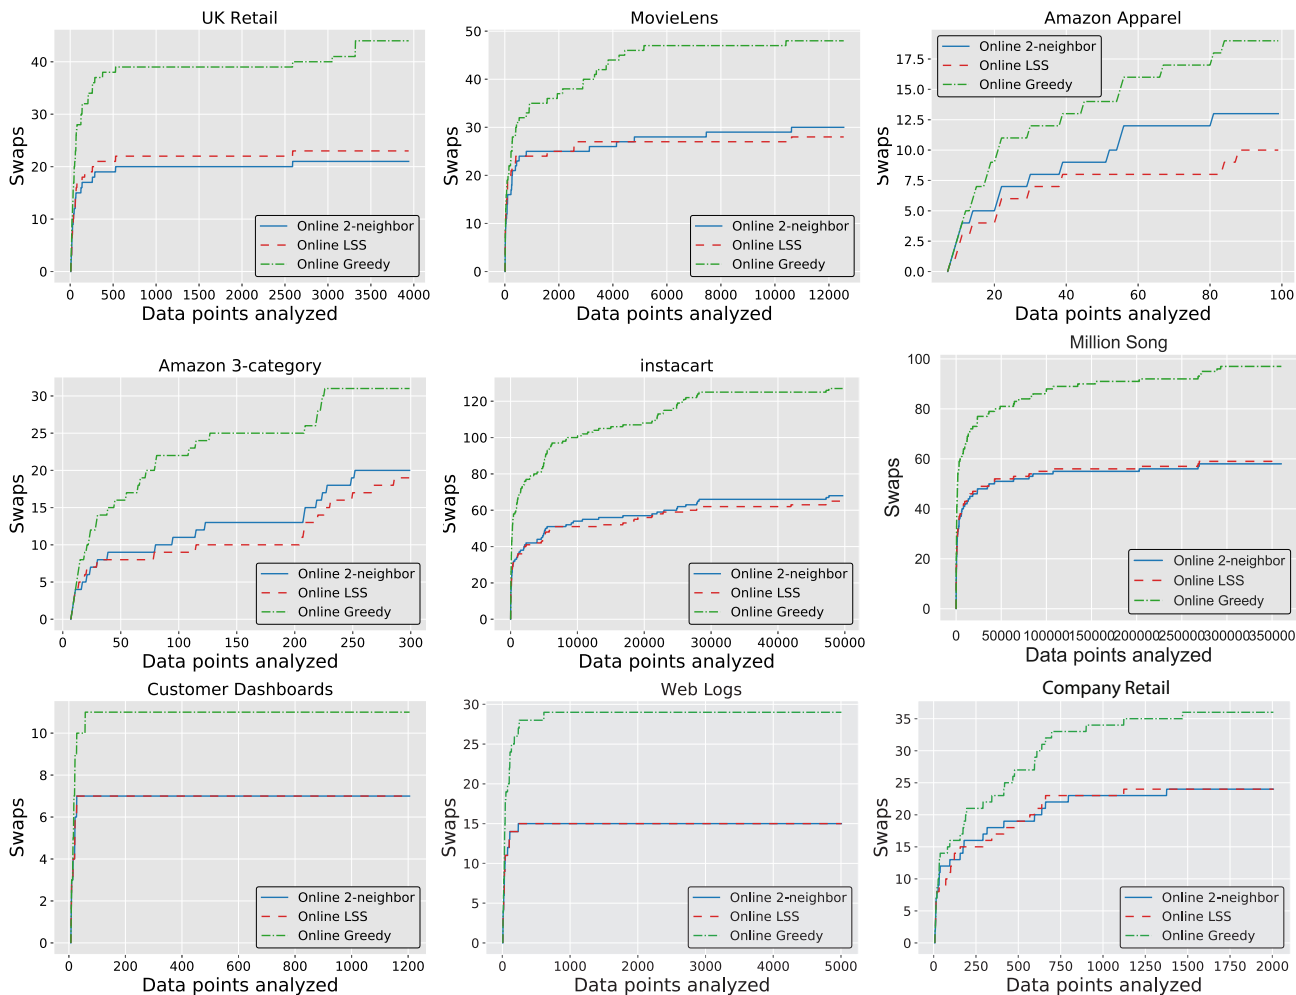 UK Retail
40
30
20
10
0
Swaps
0 500 1000 1500 2000 2500 3000 3500 4000
Data points analyzed
Online 2-neighbor
Online LSS
Online Greedy
MovieLens
50
40
30
20
10
0
Swaps
0 2000 4000 6000 8000 10000 12000
Data points analyzed
Online 2-neighbor
Online LSS
Online Greedy
Amazon Apparel
17.5
15.0
12.5
10.0
7.5
5.0
2.5
0.0
Swaps
20 40 60 80 100
Data points analyzed
Online 2-neighbor
Online LSS
Online Greedy
Amazon 3-category
30
25
20
15
10
5
0
Swaps
0 50 100 150 200 250 300
Data points analyzed
Online 2-neighbor
Online LSS
Online Greedy
instacart
120
100
80
60
40
20
0
Swaps
0 10000 20000 30000 40000 50000
Data points analyzed
Online 2-neighbor
Online LSS
Online Greedy
Million Song
100
80
60
40
20
0
Swaps
0 500000 1000000 1500000 2000000 2500000 3000000 350000
Data points analyzed
Online 2-neighbor
Online LSS
Online Greedy
Customer Dashboards
10
8
6
4
2
0
Swaps
0 200 400 600 800 1000 1200
Data points analyzed
Online 2-neighbor
Online LSS
Online Greedy
Web Logs
30
25
20
15
10
5
0
Swaps
0 1000 2000 3000 4000 5000
Data points analyzed
Online 2-neighbor
Online LSS
Online Greedy
Company Retail
35
30
25
20
15
10
5
0
Swaps
0 250 500 750 1000 1250 1500 1750 2000
Data points analyzed
Online 2-neighbor
Online LSS
Online Greedy